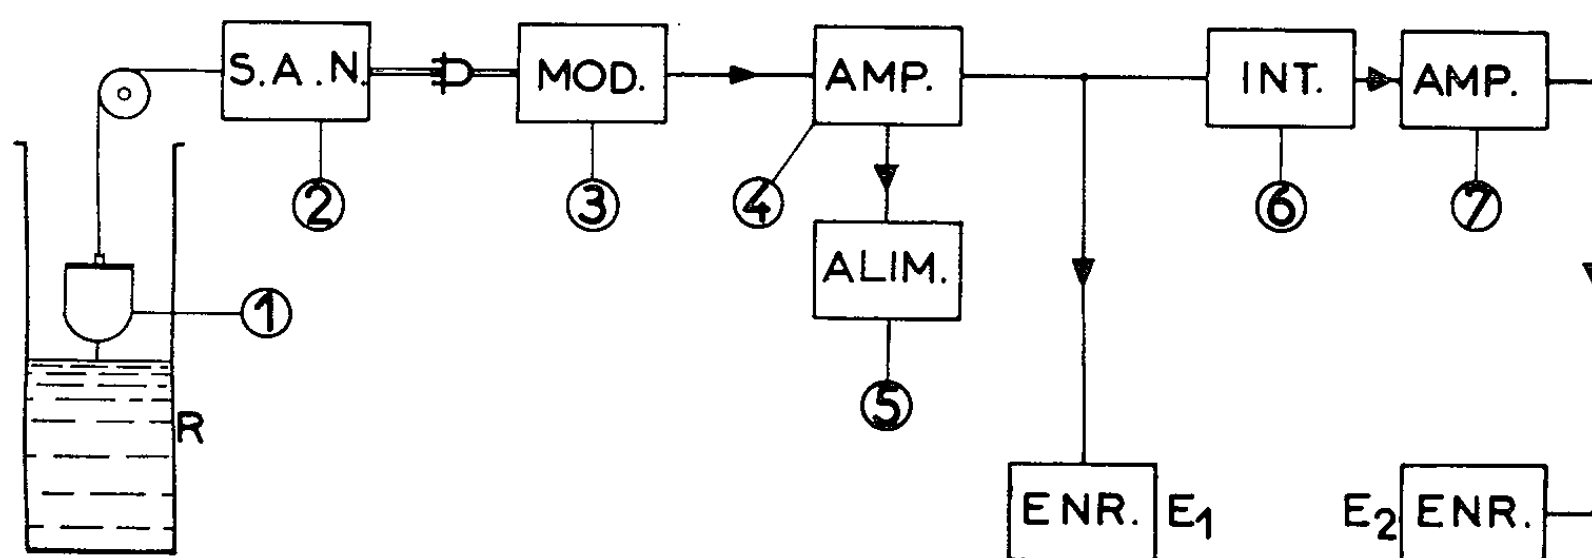 S.A.N.
MOD.
AMP.
INT.
AMP.
2
3
4
6
7
ALIM.
1
5
R
ENR.
E1
E2
ENR.